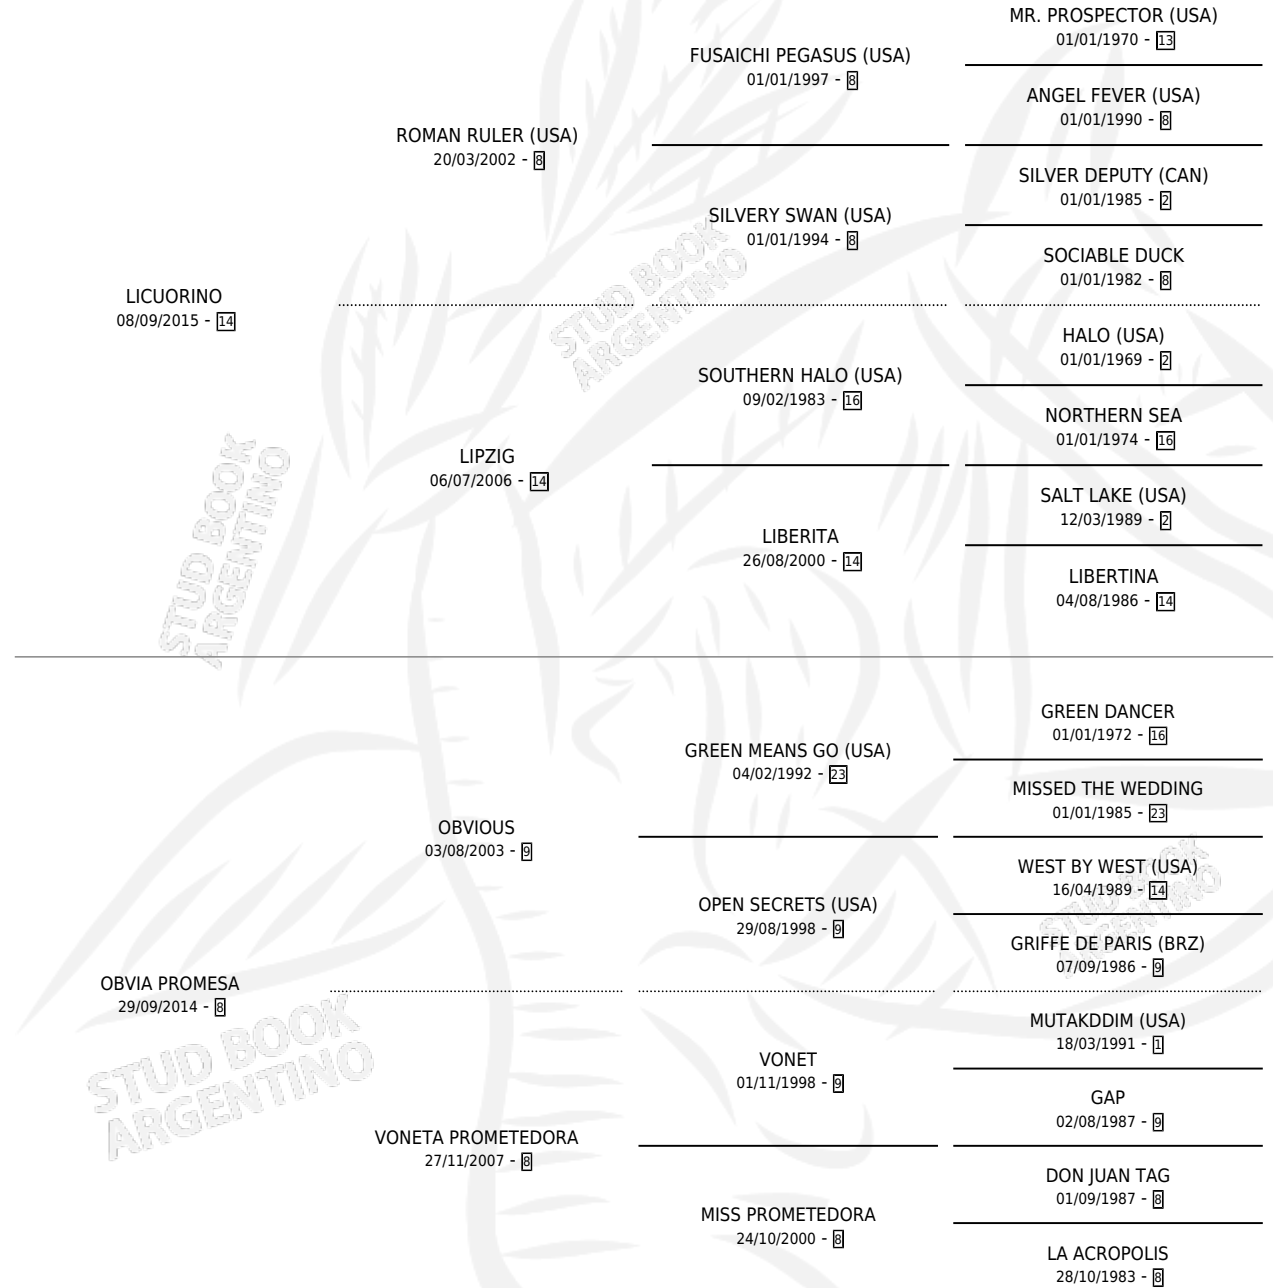 MR. PROSPECTOR (USA)
01/01/1970 - 13
FUSAICHI PEGASUS (USA)
01/01/1997 - 8
ANGEL FEVER (USA)
01/01/1990 - 8
ROMAN RULER (USA)
20/03/2002 - 8
SILVER DEPUTY (CAN)
01/01/1985 - 2
SILVERY SWAN (USA)
01/01/1994 - 8
SOCIABLE DUCK
01/01/1982 - 8
LICUORINO
08/09/2015 - 14
HALO (USA)
01/01/1969 - 2
SOUTHERN HALO (USA)
09/02/1983 - 16
NORTHERN SEA
01/01/1974 - 16
LIPZIG
06/07/2006 - 14
SALT LAKE (USA)
12/03/1989 - 2
LIBERITA
26/08/2000 - 14
LIBERTINA
04/08/1986 - 14
STUD BOOK
ARGENTINO
STUD BOOK
ARGENTINO
GREEN DANCER
01/01/1972 - 16
GREEN MEANS GO (USA)
04/02/1992 - 23
MISSED THE WEDDING
01/01/1985 - 23
OBVIOUS
03/08/2003 - 9
WEST BY WEST (USA)
16/04/1989 - 14
OPEN SECRETS (USA)
29/08/1998 - 9
GRIFFE DE PARIS (BRZ)
07/09/1986 - 9
OBVIA PROMESA
29/09/2014 - 8
MUTAKDDIM (USA)
18/03/1991 - 1
VONET
01/11/1998 - 9
GAP
02/08/1987 - 9
VONETA PROMETEDORA
27/11/2007 - 8
DON JUAN TAG
01/09/1987 - 8
MISS PROMETEDORA
24/10/2000 - 8
LA ACROPOLIS
28/10/1983 - 8
STUD BOOK
ARGENTINO
STUD BOOK
ARGENTINO